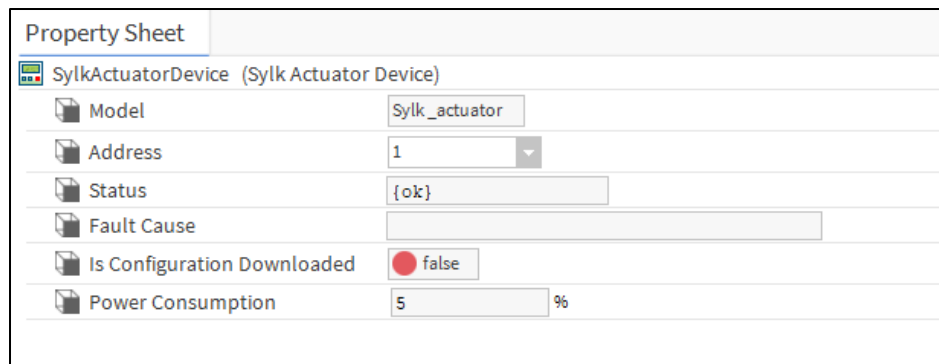 Property Sheet
SylkActuatorDevice (Sylk Actuator Device)
Model Sylk_actuator
Address 1
Status {ok}
Fault Cause
Is Configuration Downloaded false
Power Consumption 5 %